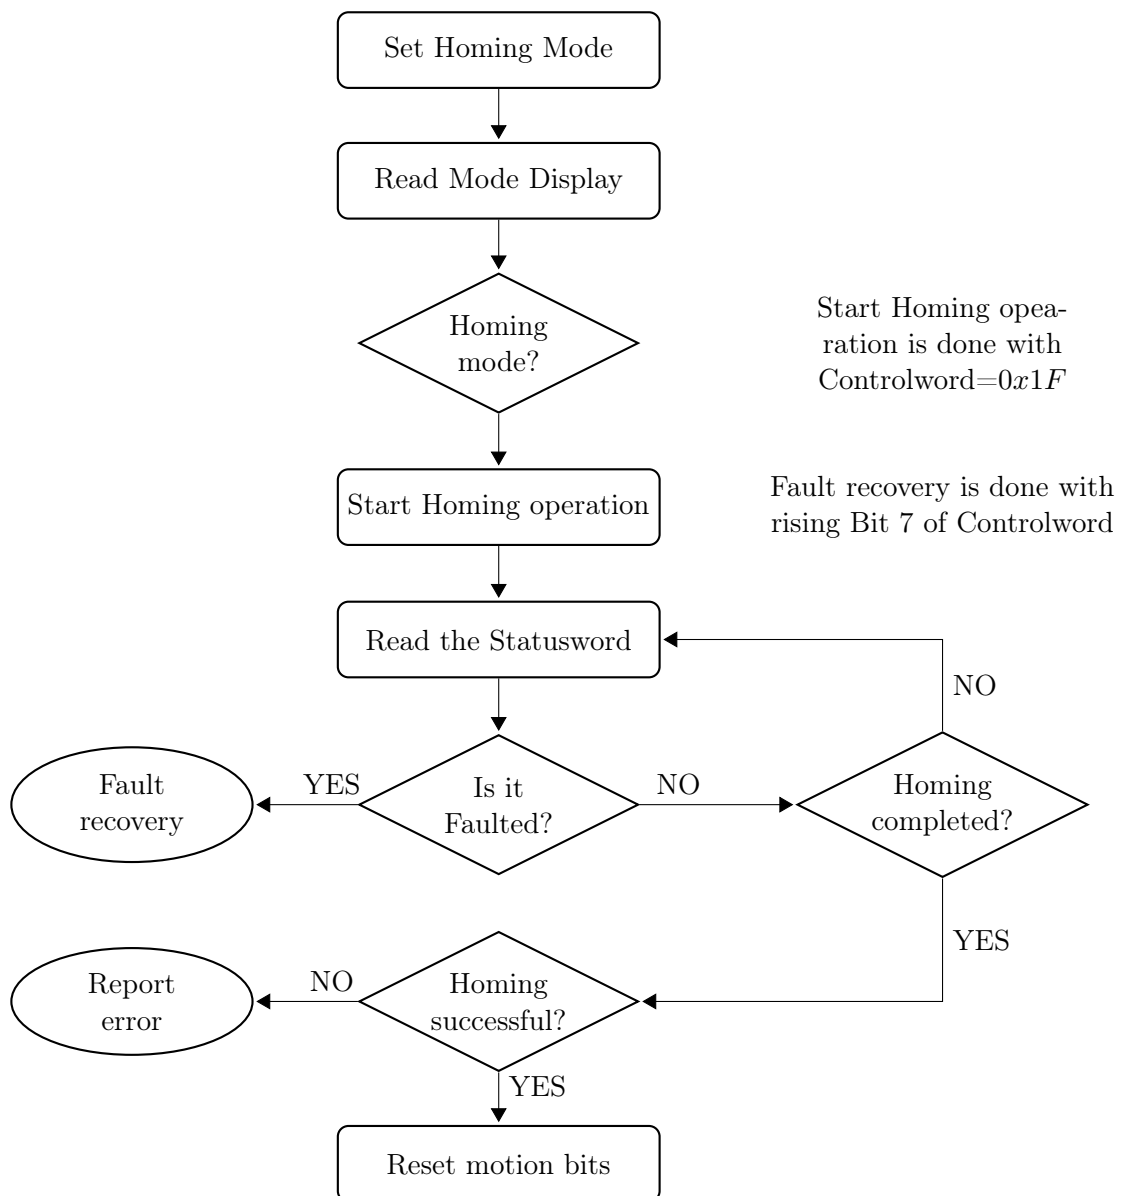 Set Homing Mode
Read Mode Display
Homing
mode?
Start Homing opea-
ration is done with
Controlword=0x1F
Start Homing operation
Fault recovery is done with
rising Bit 7 of Controlword
Read the Statusword
NO
Fault
recovery
YES
Is it
Faulted?
NO
Homing
completed?
YES
Report
error
NO
Homing
successful?
YES
Reset motion bits